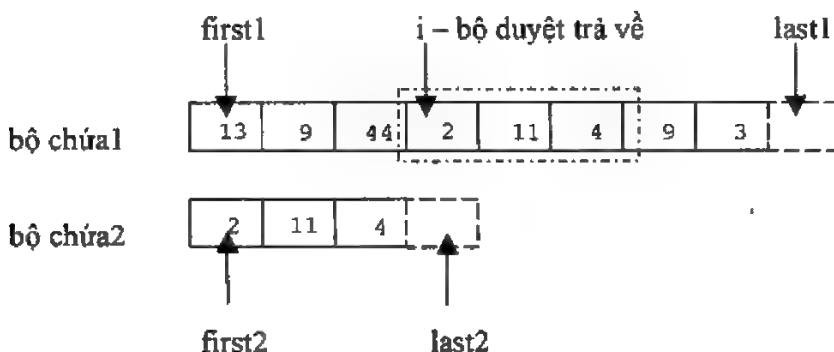 first1 i – bộ duyệt trả về last1
bộ chứa1 13 9 44 2 11 4 9 3
bộ chứa2 2 11 4
first2 last2